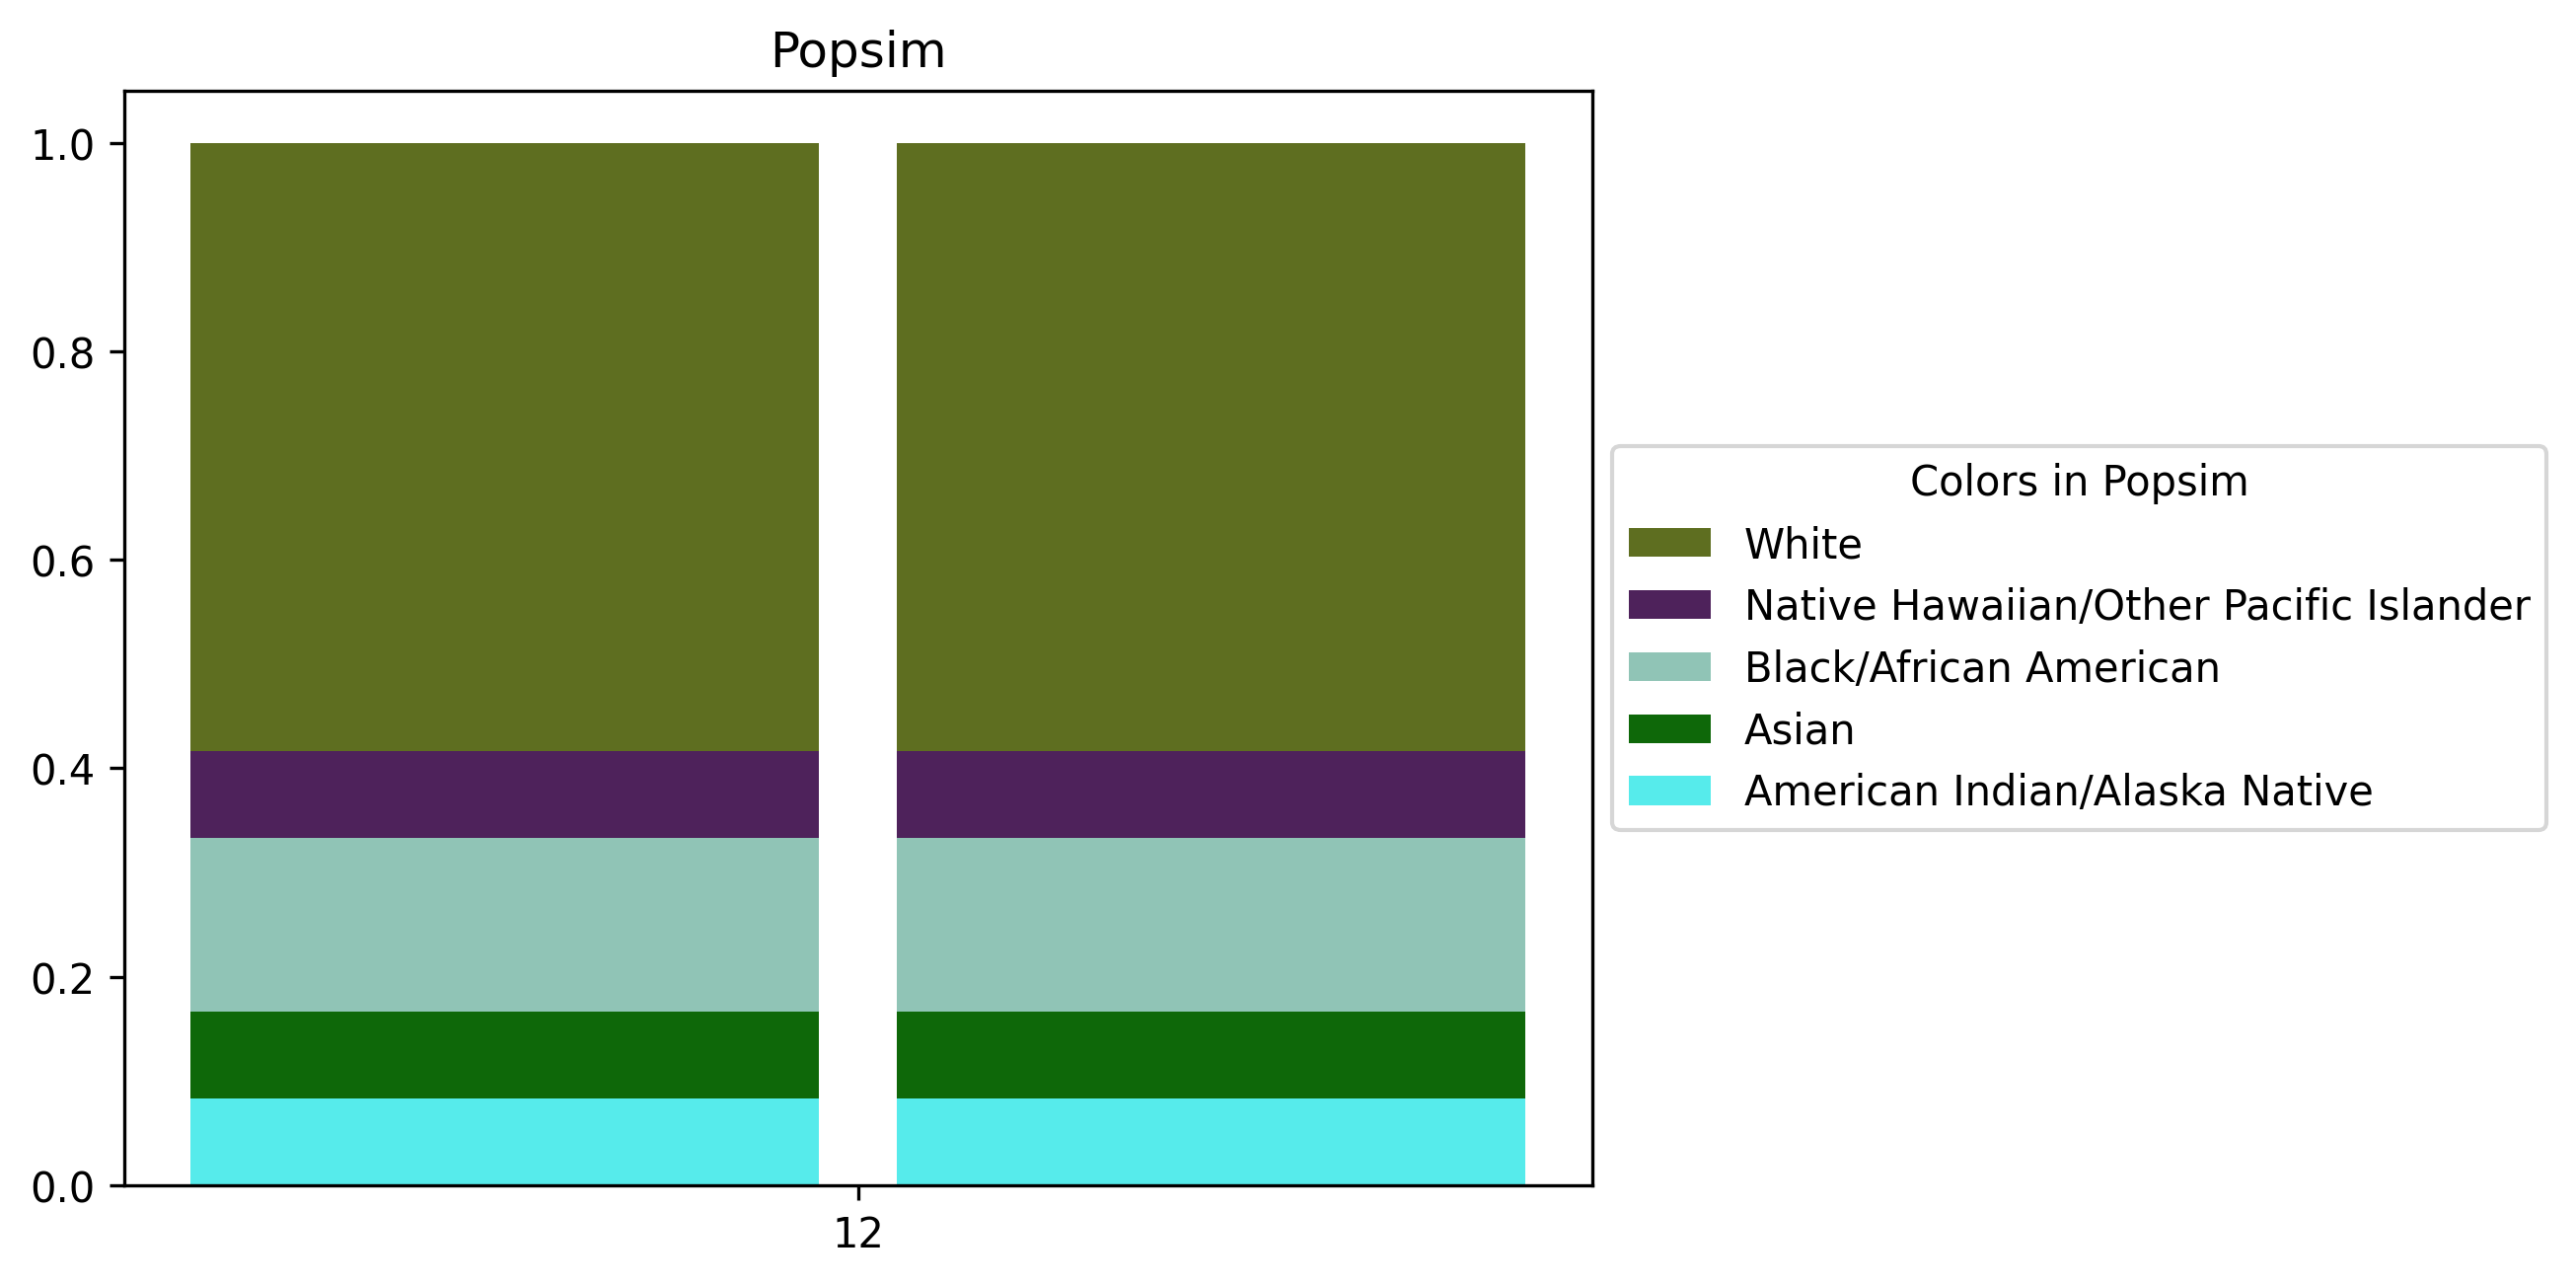 Popsim
1.0
0.8
0.6
0.4
0.2
0.0
12
Colors in Popsim
White
Native Hawaiian/Other Pacific Islander
Black/African American
Asian
American Indian/Alaska Native